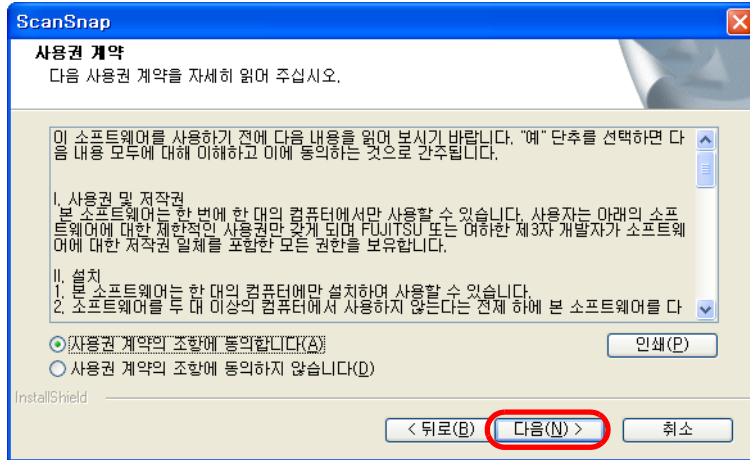 ScanSnap
사용권 계약
다음 사용권 계약을 자세히 읽어 주십시오.
이 소프트웨어를 사용하기 전에 다음 내용을 읽어 보시기 바랍니다. "예" 단추를 선택하면 다
음 내용 모두에 대해 이해하고 이에 동의하는 것으로 간주됩니다.
I. 사용권 및 저작권
본 소프트웨어는 한 번에 한 대의 컴퓨터에서만 사용할 수 있습니다. 사용자는 아래의 소프
트웨어에 대한 제한적인 사용권만 갖게 되며 FUJITSU 또는 여하한 제3자 개발자가 소프트웨
어에 대한 저작권 일체를 포함한 모든 권한을 보유합니다.
II. 설치
1. 본 소프트웨어는 한 대의 컴퓨터에만 설치하여 사용할 수 있습니다.
2. 소프트웨어를 두 대 이상의 컴퓨터에서 사용하지 않는다는 전제 하에 본 소프트웨어를 다
사용권 계약의 조항에 동의합니다(A)
인쇄(P)
사용권 계약의 조항에 동의하지 않습니다(D)
InstallShield
< 뒤로(B)
다음(N) >
취소